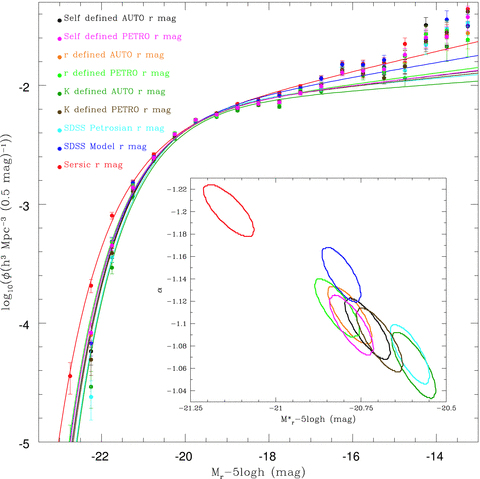 Self defined AUTO r mag
Self defined PETRO r mag
r defined AUTO r mag
r defined PETRO r mag
K defined AUTO r mag
K defined PETRO r mag
SDSS Petrosian r mag
SDSS Model r mag
Sersic r mag
−2
−3
−4
−5
log₁₀(ϕ(h³ Mpc⁻³ (0.5 mag)⁻¹))
−22
−20
−18
−16
−14
Mᵣ−5logh (mag)
−1.22
−1.2
−1.18
−1.16
−1.14
−1.12
−1.1
−1.08
−1.06
−1.04
α
−21.25
−21
−20.75
−20.5
M*ᵣ−5logh (mag)